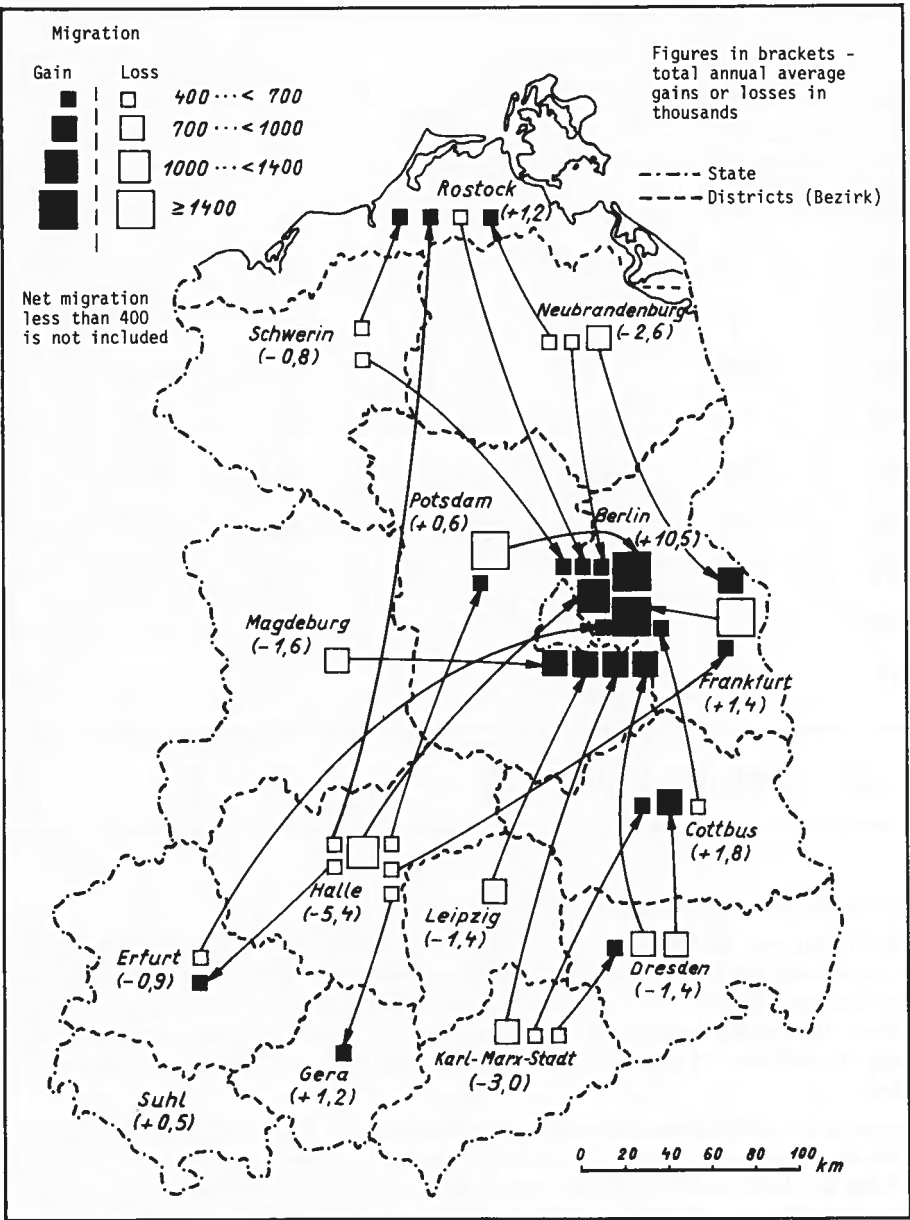 Migration
Gain Loss
400...< 700
700...<1000
1000...<1400
≥1400
Net migration
less than 400
is not included
Figures in brackets -
total annual average
gains or losses in
thousands
State
Districts (Bezirk)
Rostock
(+1,2)
Schwerin
(-0,8)
Neubrandenburg
(-2,6)
Potsdam
(+0,6)
Berlin
(+10,5)
Magdeburg
(-1,6)
Frankfurt
(+1,4)
Cottbus
(+1,8)
Halle
(-5,4)
Leipzig
(-1,4)
Erfurt
(-0,9)
Dresden
(-1,4)
Karl-Marx-Stadt
(-3,0)
Gera
(+1,2)
Suhl
(+0,5)
0 20 40 60 80 100
km